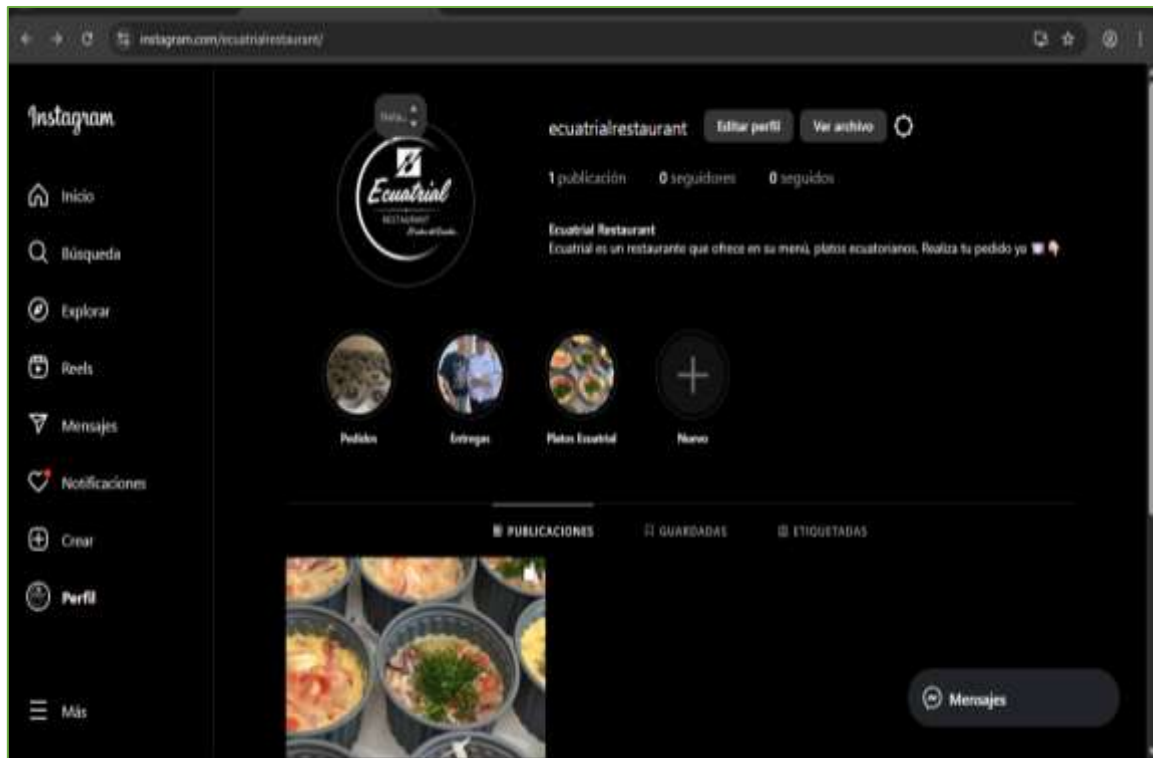 instagram.com/ecuatrialrestaurant/
Instagram
Inicio
Búsqueda
Explorar
Reels
Mensajes
Notificaciones
Crear
Perfil
Más
Nota...
Ecuatrial
RESTAURANT
ecuatrialrestaurant Editar perfil Ver archivo
1 publicación 0 seguidores 0 seguidos
Ecuatrial Restaurant
Ecuatrial es un restaurante que ofrece en su menú, platos ecuatorianos. Realiza tu pedido ya
Pedidos Entregas Platos Ecuatrial Nuevo
PUBLICACIONES GUARDADAS ETIQUETADAS
Mensajes